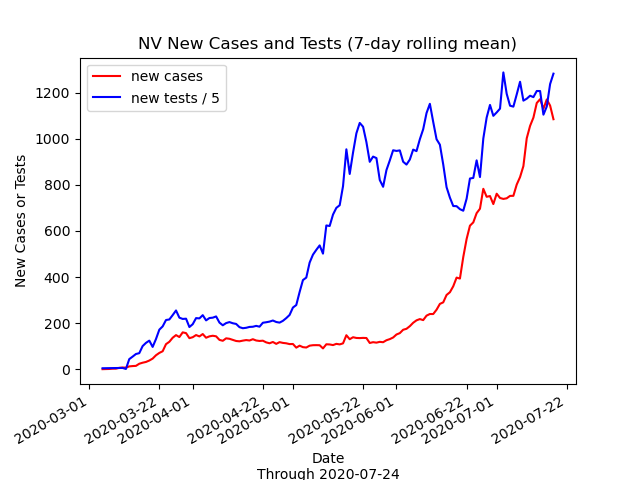 NV New Cases and Tests (7-day rolling mean)
new cases
new tests / 5
New Cases or Tests
1200
1000
800
600
400
200
0
2020-03-01
2020-03-22
2020-04-01
2020-04-22
2020-05-01
2020-05-22
2020-06-01
2020-06-22
2020-07-01
2020-07-22
Date
Through 2020-07-24